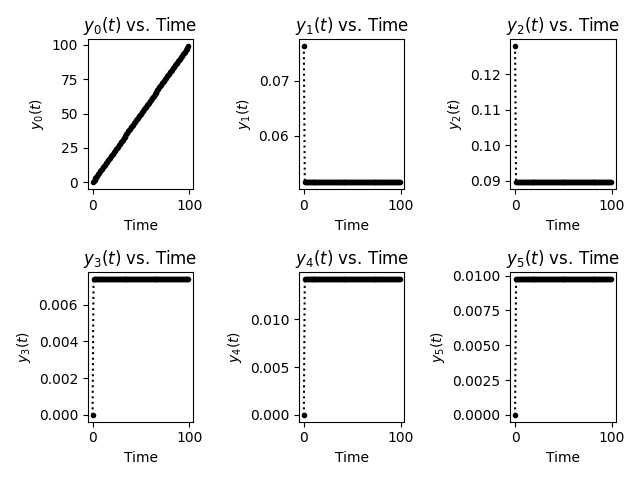 y₀(t) vs. Time
y₁(t) vs. Time
y₂(t) vs. Time
100
75
50
25
0
y₀(t)
0
100
Time
0.07
0.06
y₁(t)
0
100
Time
0.12
0.11
0.10
0.09
y₂(t)
0
100
Time
y₃(t) vs. Time
y₄(t) vs. Time
y₅(t) vs. Time
0.006
0.004
0.002
0.000
y₃(t)
0
100
Time
0.010
0.005
0.000
y₄(t)
0
100
Time
0.0100
0.0075
0.0050
0.0025
0.0000
y₅(t)
0
100
Time